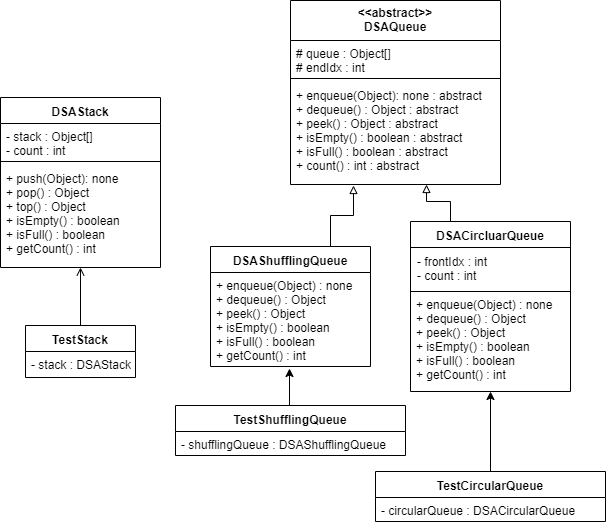 <<abstract>>
DSAQueue
# queue : Object[]
# endIdx : int
+ enqueue(Object): none : abstract
+ dequeue() : Object : abstract
+ peek() : Object : abstract
+ isEmpty() : boolean : abstract
+ isFull() : boolean : abstract
+ count() : int : abstract
DSAStack
- stack : Object[]
- count : int
+ push(Object): none
+ pop() : Object
+ top() : Object
+ isEmpty() : boolean
+ isFull() : boolean
+ getCount() : int
DSAShufflingQueue
+ enqueue(Object) : none
+ dequeue() : Object
+ peek() : Object
+ isEmpty() : boolean
+ isFull() : boolean
+ getCount() : int
DSACircluarQueue
- frontIdx : int
- count : int
+ enqueue(Object) : none
+ dequeue() : Object
+ peek() : Object
+ isEmpty() : boolean
+ isFull() : boolean
+ getCount() : int
TestStack
- stack : DSAStack
TestShufflingQueue
- shufflingQueue : DSAShufflingQueue
TestCircularQueue
- circularQueue : DSACircularQueue